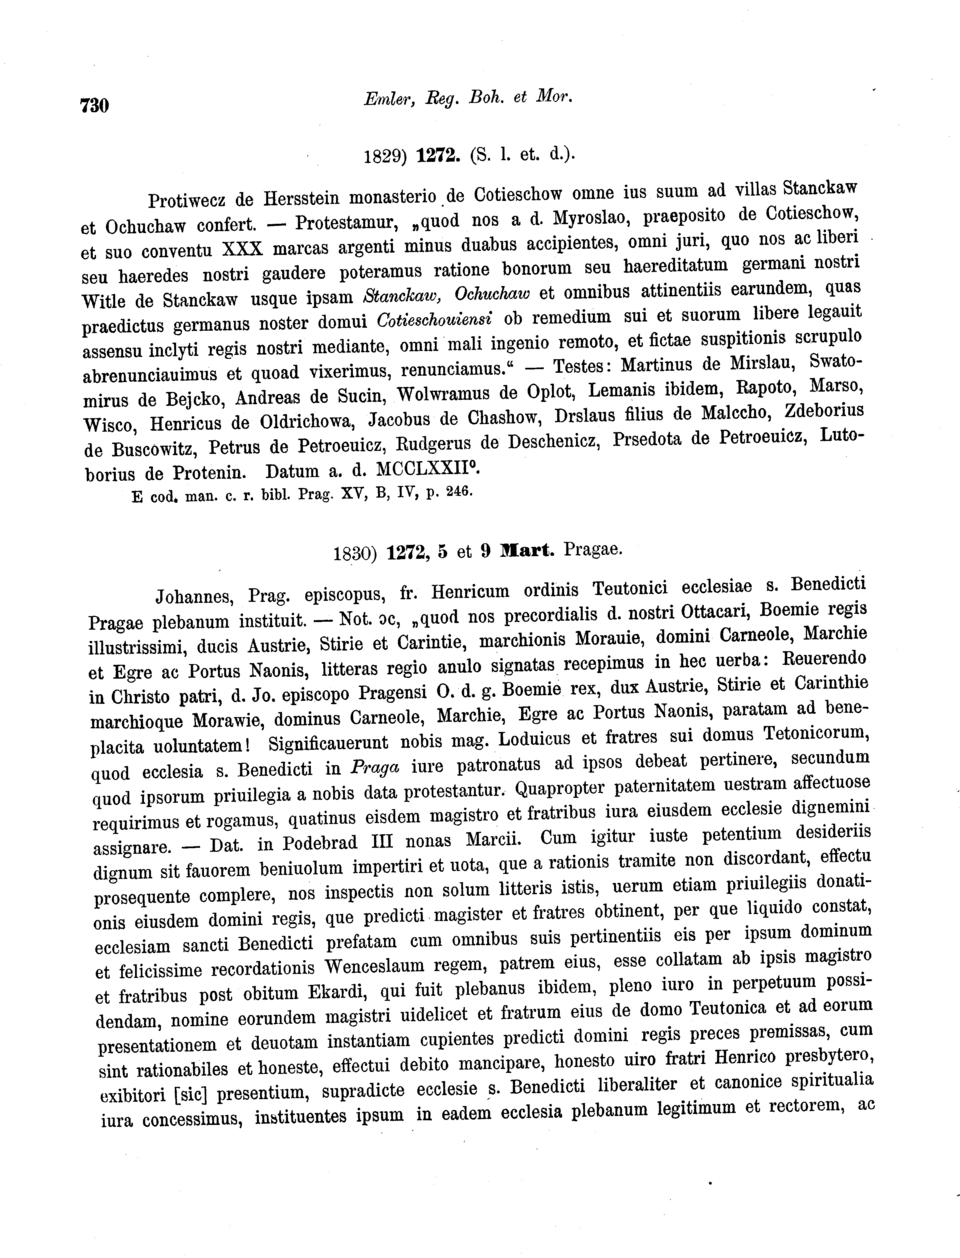 730
Emler, Reg. Boh. et Mor.
1829) 1272. (S. l. et. d.).
Protiwecz de Hersstein monasterio de Cotieschow omne ius suum ad villas Stanckaw
et Ochuchaw confert. — Protestamur, „quod nos a d. Myroslao, praeposito de Cotieschow,
et suo conventu XXX marcas argenti minus duabus accipientes, omni juri, quo nos ac liberi
seu haeredes nostri gaudere poteramus ratione bonorum seu haereditatum germani nostri
Witle de Stanckaw usque ipsam Stanckaw, Ochuchaw et omnibus attinentiis earundem, quas
praedictus germanus noster domui Cotieschouiensi ob remedium sui et suorum libere legauit
assensu inclyti regis nostri mediante, omni mali ingenio remoto, et fictae suspitionis scrupulo
abrenunciauimus et quoad vixerimus, renunciamus.“ — Testes: Martinus de Mirslau, Swato-
mirus de Bejcko, Andreas de Sucin, Wolwramus de Oplot, Lemanis ibidem, Rapoto, Marso,
Wisco, Henricus de Oldrichowa, Jacobus de Chashow, Drslaus filius de Malccho, Zdeborius
de Buscowitz, Petrus de Petroeuicz, Rudgerus de Deschenicz, Prsedota de Petroeuicz, Luto-
borius de Protenin. Datum a. d. MCCLXXII⁰.
E cod. man. c. r. bibl. Prag. XV, B, IV, p. 246.
1830) 1272, 5 et 9 Mart. Pragae.
Johannes, Prag. episcopus, fr. Henricum ordinis Teutonici ecclesiae s. Benedicti
Pragae plebanum instituit. — Not. ɔc, „quod nos precordialis d. nostri Ottacari, Boemie regis
illustrissimi, ducis Austrie, Stirie et Carintie, marchionis Morauie, domini Carneole, Marchie
et Egre ac Portus Naonis, litteras regio anulo signatas recepimus in hec uerba: Reuerendo
in Christo patri, d. Jo. episcopo Pragensi O. d. g. Boemie rex, dux Austrie, Stirie et Carinthie
marchioque Morawie, dominus Carneole, Marchie, Egre ac Portus Naonis, paratam ad bene-
placita uoluntatem! Significauerunt nobis mag. Loduicus et fratres sui domus Tetonicorum,
quod ecclesia s. Benedicti in Praga iure patronatus ad ipsos debeat pertinere, secundum
quod ipsorum priuilegia a nobis data protestantur. Quapropter paternitatem uestram affectuose
requirimus et rogamus, quatinus eisdem magistro et fratribus iura eiusdem ecclesie dignemini
assignare. — Dat. in Podebrad III nonas Marcii. Cum igitur iuste petentium desideriis
dignum sit fauorem beniuolum impertiri et uota, que a rationis tramite non discordant, effectu
prosequente complere, nos inspectis non solum litteris istis, uerum etiam priuilegiis donati-
onis eiusdem domini regis, que predicti magister et fratres obtinent, per que liquido constat,
ecclesiam sancti Benedicti prefatam cum omnibus suis pertinentiis eis per ipsum dominum
et felicissime recordationis Wenceslaum regem, patrem eius, esse collatam ab ipsis magistro
et fratribus post obitum Ekardi, qui fuit plebanus ibidem, pleno iuro in perpetuum possi-
dendam, nomine eorundem magistri uidelicet et fratrum eius de domo Teutonica et ad eorum
presentationem et deuotam instantiam cupientes predicti domini regis preces premissas, cum
sint rationabiles et honeste, effectui debito mancipare, honesto uiro fratri Henrico presbytero,
exibitori [sic] presentium, supradicte ecclesie s. Benedicti liberaliter et canonice spiritualia
iura concessimus, instituentes ipsum in eadem ecclesia plebanum legitimum et rectorem, ac